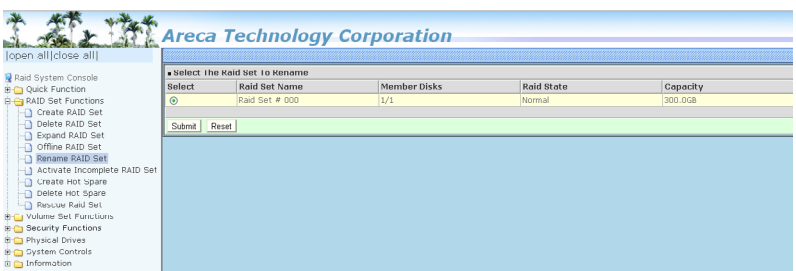 Areca Technology Corporation
|open all|close all|
Raid System Console
Quick Function
RAID Set Functions
Create RAID Set
Delete RAID Set
Expand RAID Set
Offline RAID Set
Rename RAID Set
Activate Incomplete RAID Set
Create Hot Spare
Delete Hot Spare
Rescue Raid Set
Volume Set Functions
Security Functions
Physical Drives
System Controls
Information
Select The Raid Set To Rename
Select Raid Set Name Member Disks Raid State Capacity
Raid Set # 000 1/1 Normal 300.0GB
Submit Reset